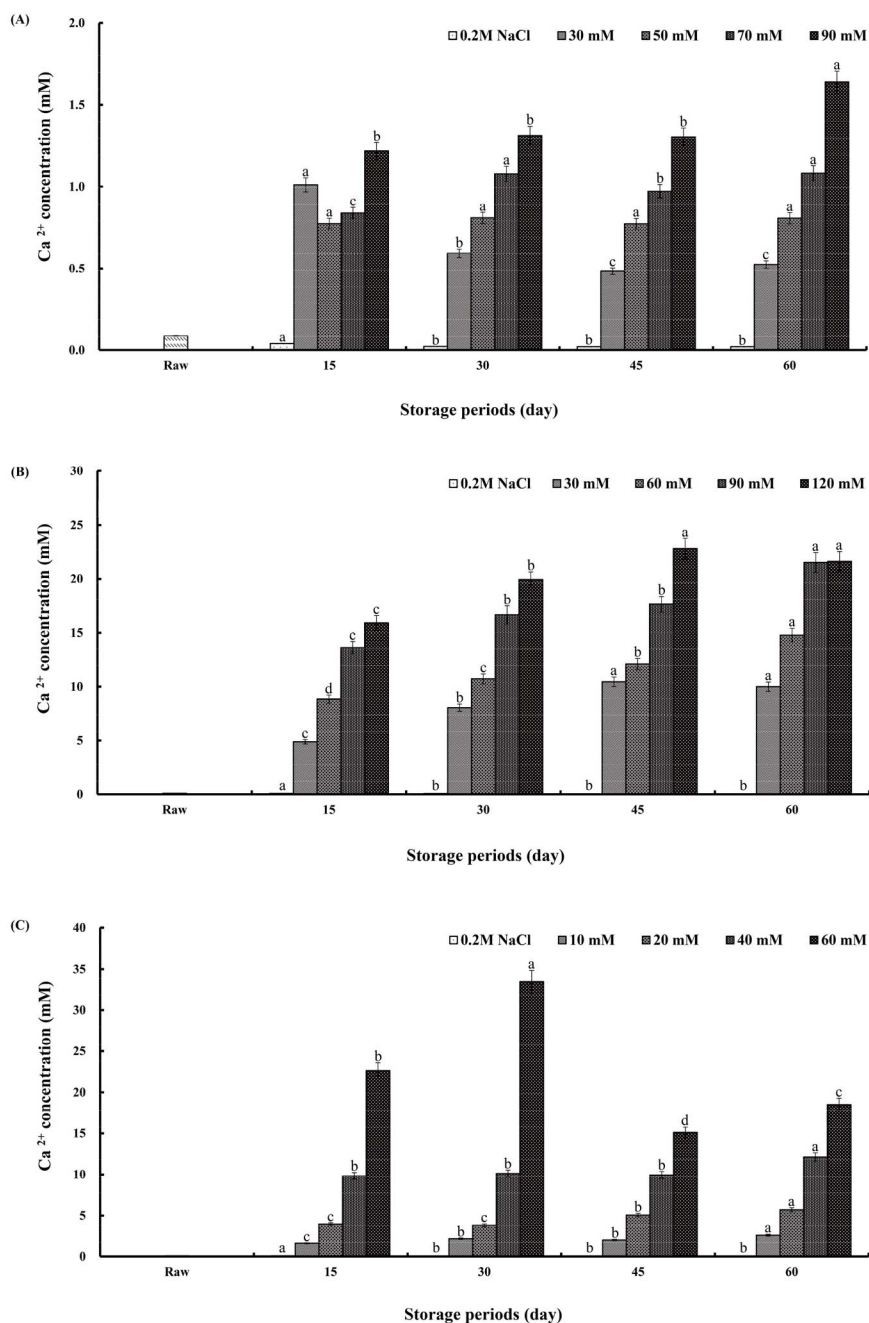 (A)
2.0
0.2M NaCl 30 mM 50 mM 70 mM 90 mM
a
1.5
b b b
a a a
b
1.0
a a c a a a
b c c
0.5
a b b b
0.0
Raw 15 30 45 60
Ca 2+ concentration (mM)
Storage periods (day)
(B)
30
0.2M NaCl 30 mM 60 mM 90 mM 120 mM
25
a a a
b
20
c c b b
15
a
d c b
10
b a a
c
5
0
a b b b
Raw 15 30 45 60
Ca 2+ concentration (mM)
Storage periods (day)
(C)
40
0.2M NaCl 10 mM 20 mM 40 mM 60 mM
35
a
30
25
b
20
c
d
15
a
b b b
10
c c b a
5
c b b a
a b b b
0
Raw 15 30 45 60
Ca 2+ concentration (mM)
Storage periods (day)